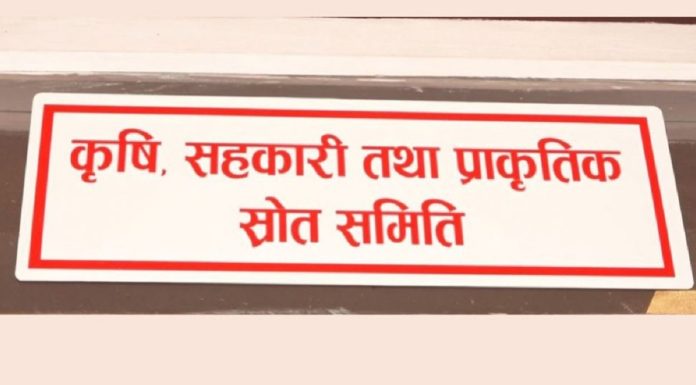 कृषि, सहकारी तथा प्राकृतिक
स्रोत समिति